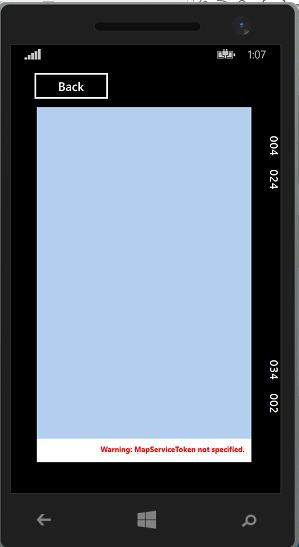 1:07
Back
004 024
034 002
Warning: MapServiceToken not specified.